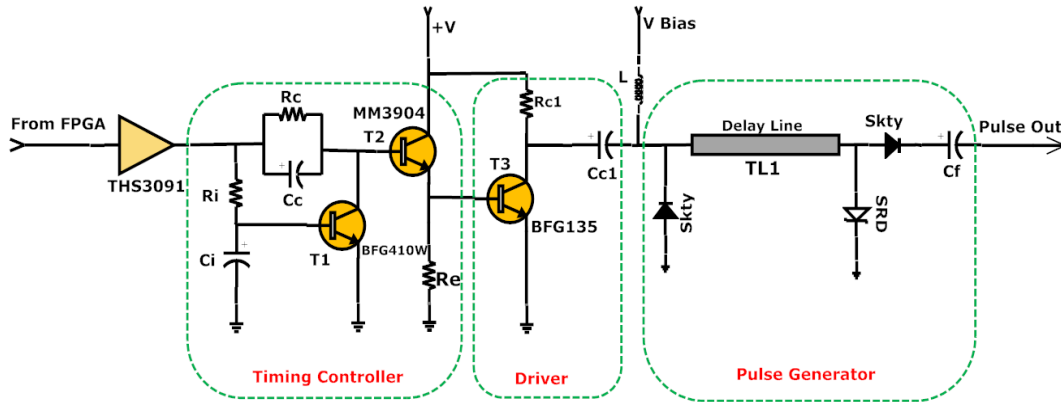 +V
V Bias
L
Rc
MM3904
Rc1
From FPGA
T2
Delay Line
Skty
Pulse Out
THS3091
Cc
T3
Cc1
TL1
Cf
Ri
Skty
SRD
Ci
T1
BFG410W
BFG135
Re
Timing Controller
Driver
Pulse Generator